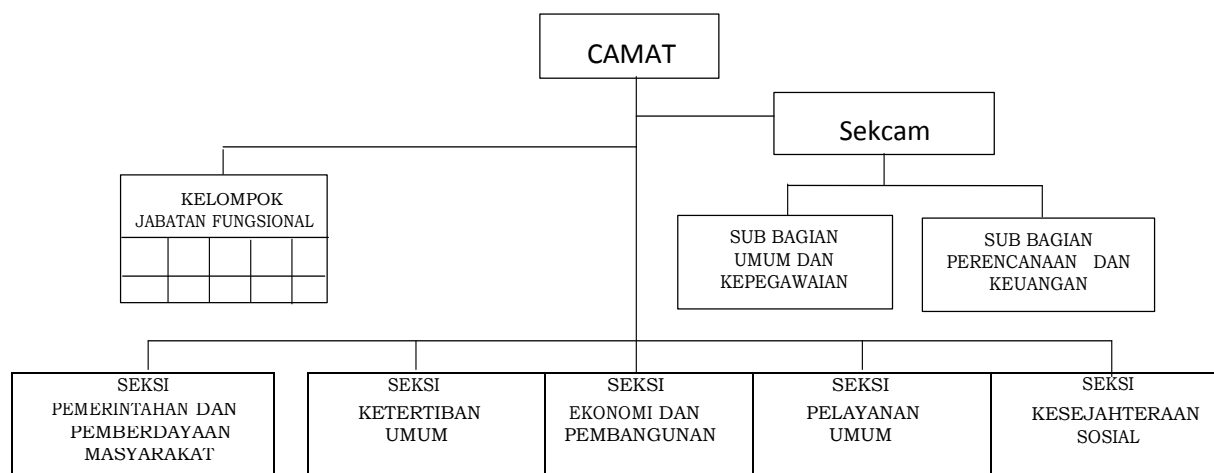 CAMAT
Sekcam
KELOMPOK
JABATAN FUNGSIONAL
SUB BAGIAN
UMUM DAN
KEPEGAWAIAN
SUB BAGIAN
PERENCANAAN DAN
KEUANGAN
SEKSI
PEMERINTAHAN DAN
PEMBERDAYAAN
MASYARAKAT
SEKSI
KETERTIBAN
UMUM
SEKSI
EKONOMI DAN
PEMBANGUNAN
SEKSI
PELAYANAN
UMUM
SEKSI
KESEJAHTERAAN
SOSIAL